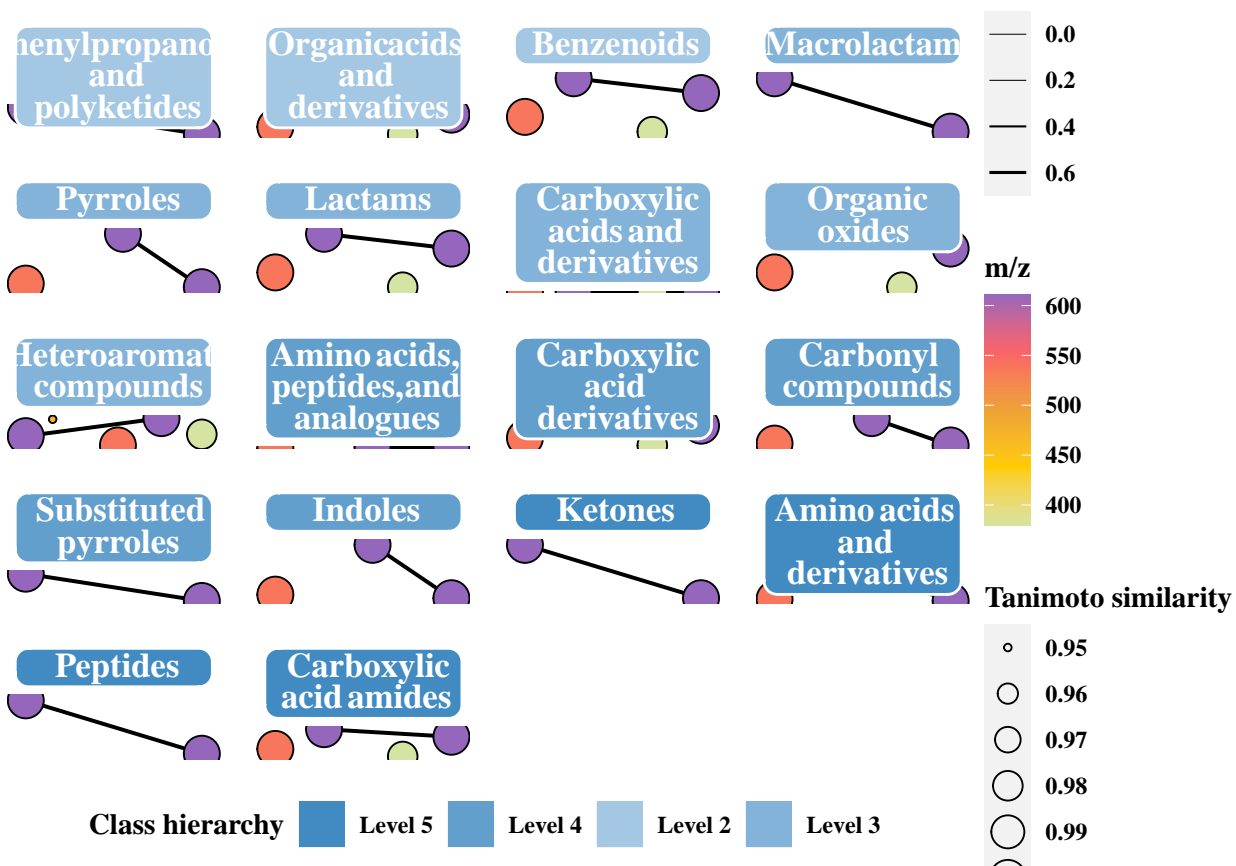 henylpropano
and
polyketides
Organicacids
and
derivatives
Benzenoids
Macrolactam
Pyrroles
Lactams
Carboxylic
acids and
derivatives
Organic
oxides
Heteroaromat
compounds
Amino acids,
peptides,and
analogues
Carboxylic
acid
derivatives
Carbonyl
compounds
Substituted
pyrroles
Indoles
Ketones
Amino acids
and
derivatives
Peptides
Carboxylic
acid amides
0.0
0.2
0.4
0.6
m/z
600
550
500
450
400
Tanimoto similarity
0.95
0.96
0.97
0.98
0.99
Class hierarchy Level 5 Level 4 Level 2 Level 3